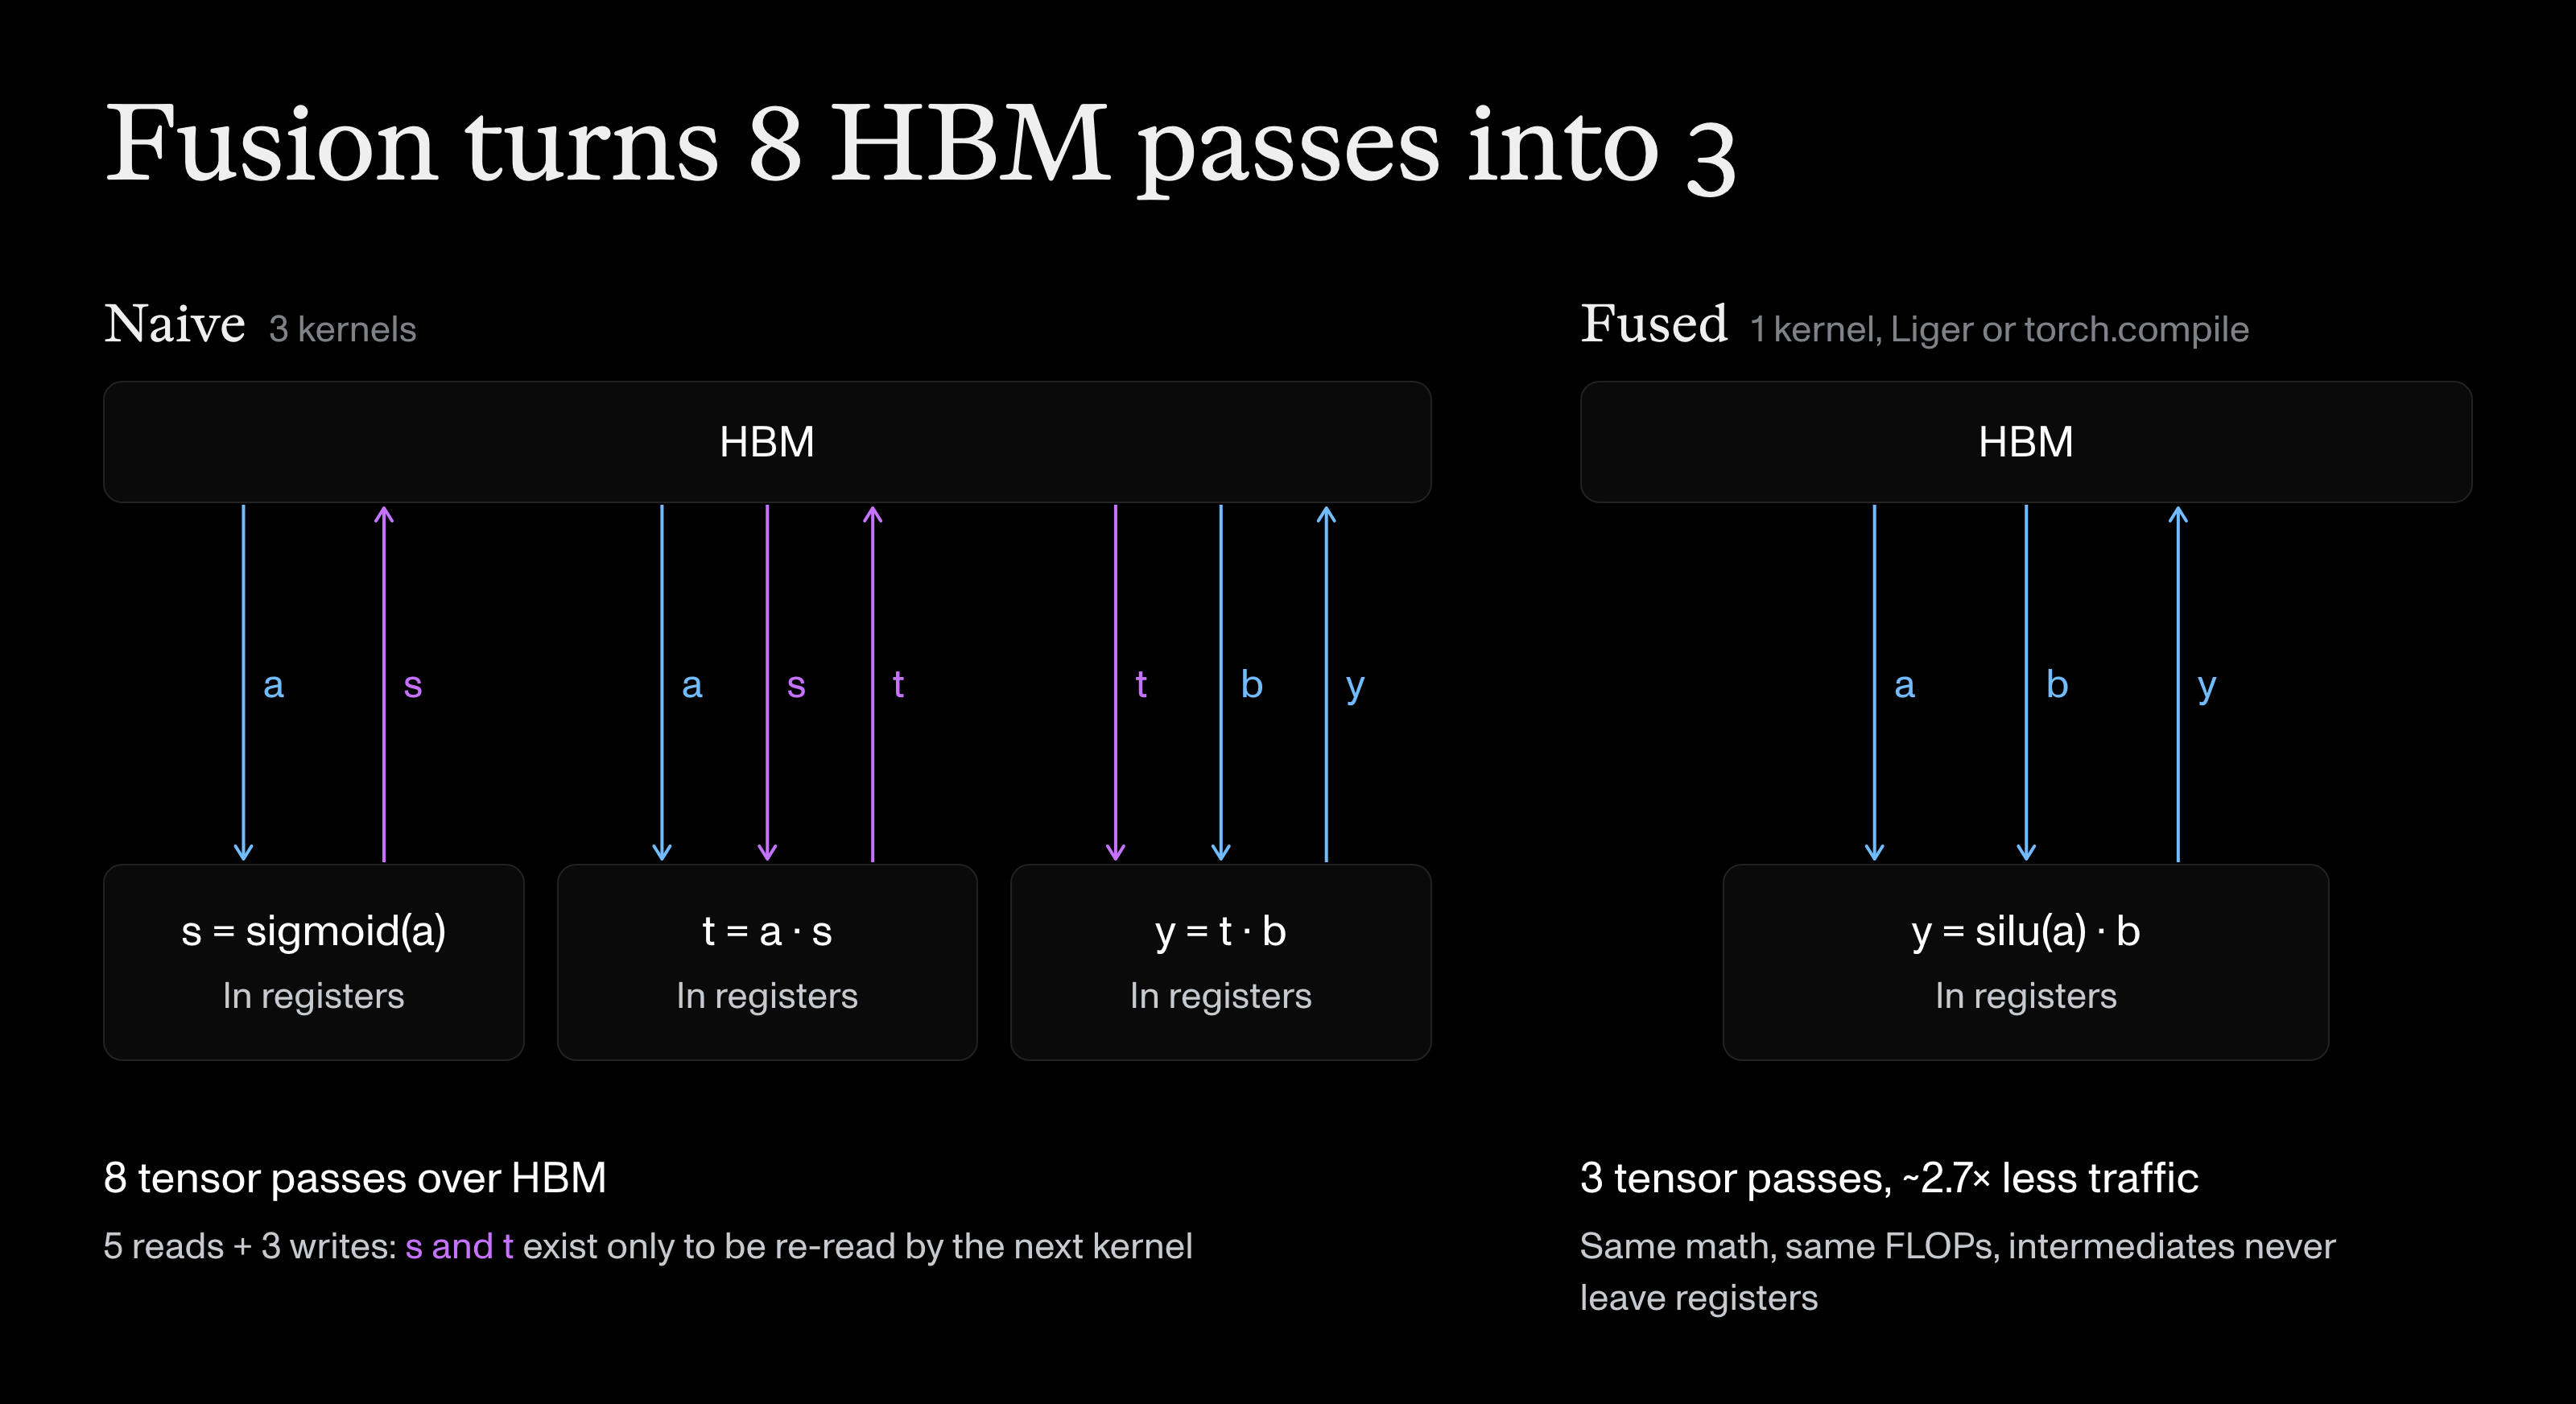 Fusion turns 8 HBM passes into 3
Naive 3 kernels
HBM
a
s
a
s
t
t
b
y
s = sigmoid(a)
In registers
t = a · s
In registers
y = t · b
In registers
8 tensor passes over HBM
5 reads + 3 writes: s and t exist only to be re-read by the next kernel
Fused 1 kernel, Liger or torch.compile
HBM
a
b
y
y = silu(a) · b
In registers
3 tensor passes, ~2.7× less traffic
Same math, same FLOPs, intermediates never
leave registers